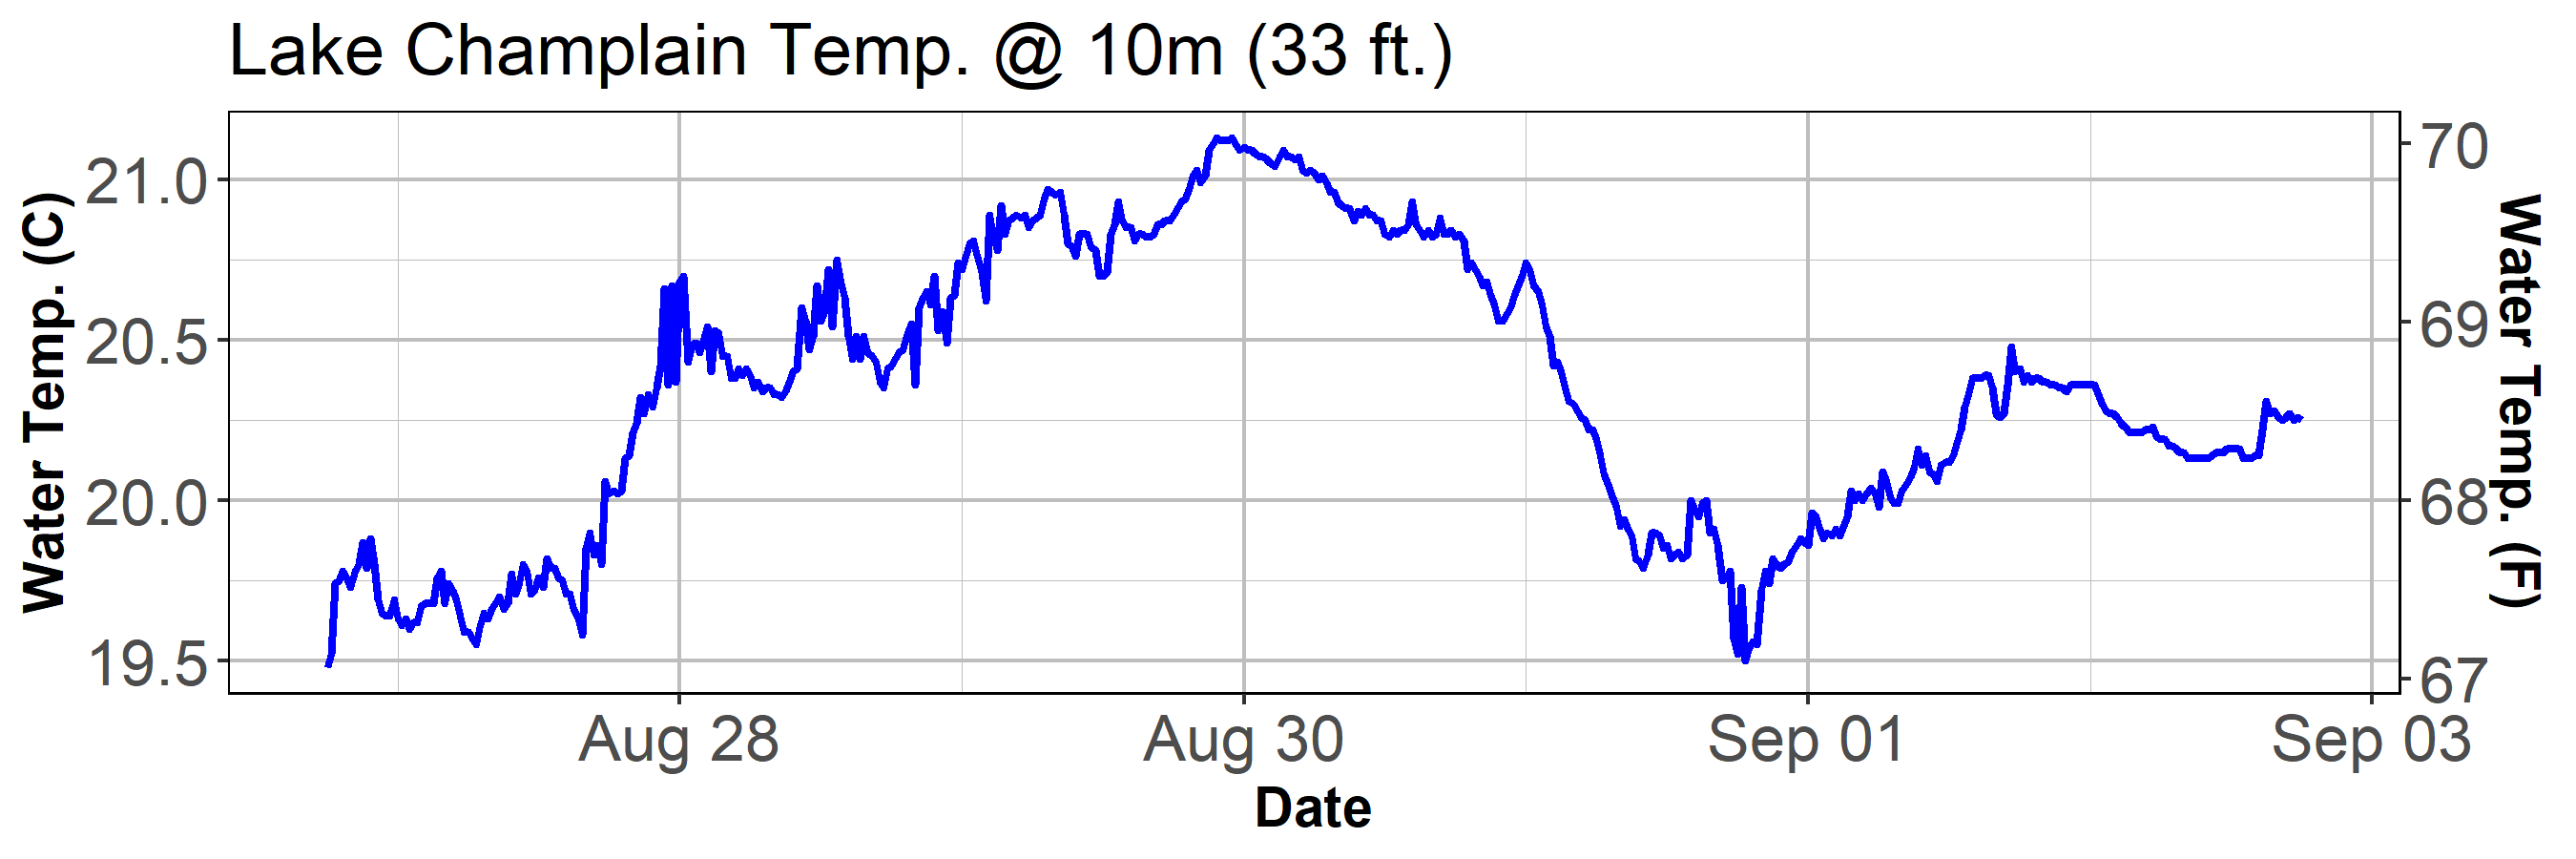 Lake Champlain Temp. @ 10m (33 ft.)
Water Temp. (C)
21.0
20.5
20.0
19.5
70
69
68
67
Water Temp. (F)
Aug 28
Aug 30
Sep 01
Sep 03
Date